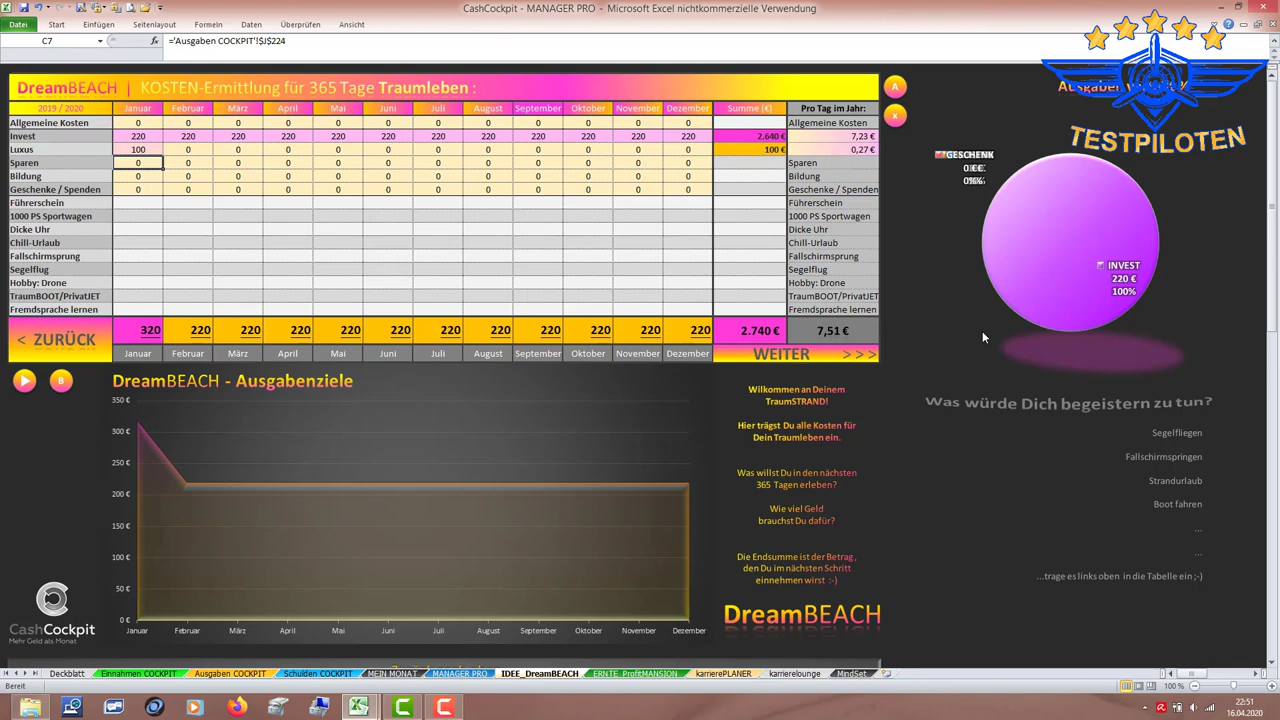 CashCockpit - MANAGER PRO - Microsoft Excel nichtkommerzielle Verwendung
Datei Start Einfügen Seitenlayout Formeln Daten Überprüfen Ansicht
C7 fx ='Ausgaben COCKPIT'!$J$224
DreamBEACH | KOSTEN-Ermittlung für 365 Tage Traumleben :
2019 / 2020 Januar Februar März April Mai Juni Juli August September Oktober November Dezember Summe [€] Pro Tag im Jahr:
Allgemeine Kosten 0 0 0 0 0 0 0 0 0 0 0 0 Allgemeine Kosten
Invest 220 220 220 220 220 220 220 220 220 220 220 220 2.640 € 7,23 €
Luxus 100 0 0 0 0 0 0 0 0 0 0 0 100 € 0,27 €
Sparen 0 0 0 0 0 0 0 0 0 0 0 0 Sparen
Bildung 0 0 0 0 0 0 0 0 0 0 0 0 Bildung
Geschenke / Spenden 0 0 0 0 0 0 0 0 0 0 0 0 Geschenke / Spenden
Führerschein Führerschein
1000 PS Sportwagen 1000 PS Sportwagen
Dicke Uhr Dicke Uhr
Chill-Urlaub Chill-Urlaub
Fallschirmsprung Fallschirmsprung
Segelflug Segelflug
Hobby: Drone Hobby: Drone
TraumBOOT/PrivatJET TraumBOOT/PrivatJET
Fremdsprache lernen Fremdsprache lernen
< ZURÜCK 320 220 220 220 220 220 220 220 220 220 220 220 2.740 € 7,51 €
Januar Februar März April Mai Juni Juli August September Oktober November Dezember WEITER >>>
A
x
TESTPILOTEN
GESCHENK
INVEST
220 €
100%
B
DreamBEACH - Ausgabenziele
350 €
300 €
250 €
200 €
150 €
100 €
50 €
0 €
Januar Februar März April Mai Juni Juli August September Oktober November Dezember
Wilkommen an Deinem
TraumSTRAND!
Hier trägst Du alle Kosten für
Dein Traumleben ein.
Was willst Du in den nächsten
365 Tagen erleben?
Wie viel Geld
brauchst Du dafür?
Die Endsumme ist der Betrag,
den Du im nächsten Schritt
einnehmen wirst :-)
DreamBEACH
Was würde Dich begeistern zu tun?
Segelfliegen
Fallschirmspringen
Strandurlaub
Boot fahren
...
...
...trage es links oben in die Tabelle ein ;-)
CashCockpit
Mehr Geld als Monat
Deckblatt Einnahmen COCKPIT Ausgaben COCKPIT Schulden COCKPIT MEIN MONAT MANAGER PRO IDEE_DreamBEACH ERNTE ProfitMANSION karrierePLANER karrierelounge MindSet
Bereit 100 %
22:51
16.04.2020